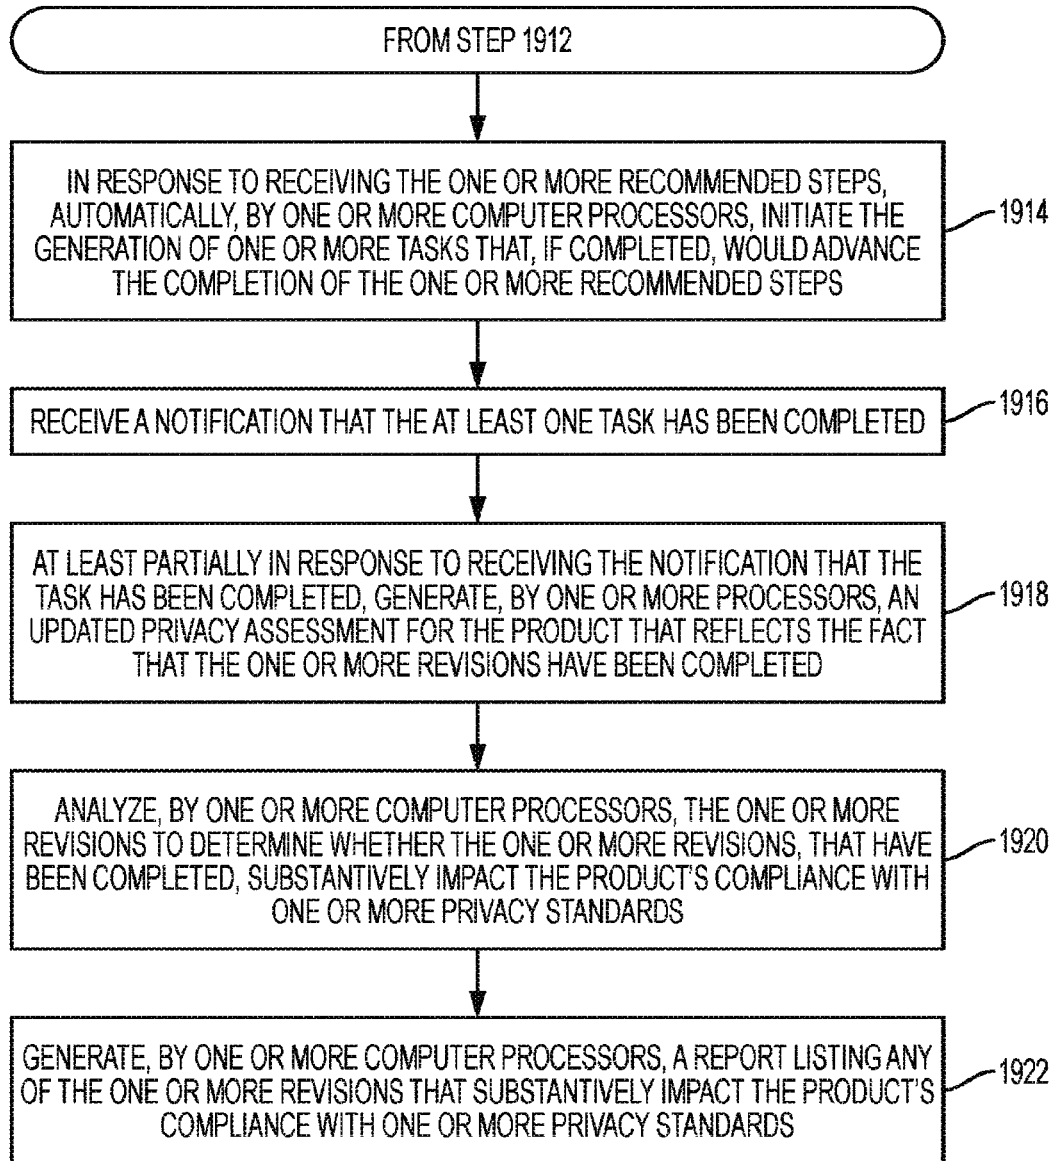 FROM STEP 1912
IN RESPONSE TO RECEIVING THE ONE OR MORE RECOMMENDED STEPS,
AUTOMATICALLY, BY ONE OR MORE COMPUTER PROCESSORS, INITIATE THE
GENERATION OF ONE OR MORE TASKS THAT, IF COMPLETED, WOULD ADVANCE
THE COMPLETION OF THE ONE OR MORE RECOMMENDED STEPS
1914
RECEIVE A NOTIFICATION THAT THE AT LEAST ONE TASK HAS BEEN COMPLETED
1916
AT LEAST PARTIALLY IN RESPONSE TO RECEIVING THE NOTIFICATION THAT THE
TASK HAS BEEN COMPLETED, GENERATE, BY ONE OR MORE PROCESSORS, AN
UPDATED PRIVACY ASSESSMENT FOR THE PRODUCT THAT REFLECTS THE FACT
THAT THE ONE OR MORE REVISIONS HAVE BEEN COMPLETED
1918
ANALYZE, BY ONE OR MORE COMPUTER PROCESSORS, THE ONE OR MORE
REVISIONS TO DETERMINE WHETHER THE ONE OR MORE REVISIONS, THAT HAVE
BEEN COMPLETED, SUBSTANTIVELY IMPACT THE PRODUCT'S COMPLIANCE WITH
ONE OR MORE PRIVACY STANDARDS
1920
GENERATE, BY ONE OR MORE COMPUTER PROCESSORS, A REPORT LISTING ANY
OF THE ONE OR MORE REVISIONS THAT SUBSTANTIVELY IMPACT THE PRODUCT'S
COMPLIANCE WITH ONE OR MORE PRIVACY STANDARDS
1922